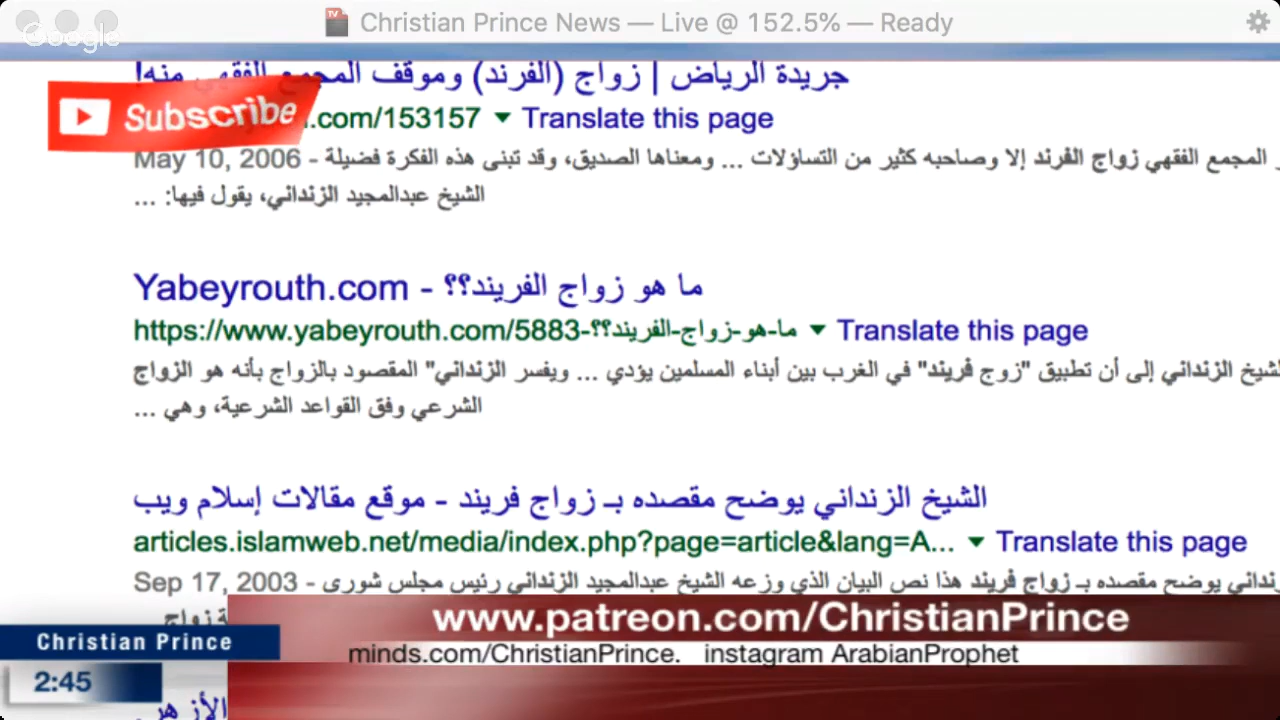 Christian Prince News — Live @ 152.5% — Ready
Google
جريدة الرياض | زواج (الفرند) وموقف المجمع الفقهي منه!
Subscribe
.com/153157 ▼ Translate this page
May 10, 2006 - المجمع الفقهي زواج الفرند إلا وصاحبه كثير من التساؤلات ... ومعناها الصديق، وقد تبنى هذه الفكرة فضيلة
الشيخ عبدالمجيد الزنداني، يقول فيها: ...
Yabeyrouth.com - ما هو زواج الفريند؟؟
https://www.yabeyrouth.com/5883-ما-هو-زواج-الفريند؟؟ ▼ Translate this page
الزنداني إلى أن تطبيق "زوج فريند" في الغرب بين أبناء المسلمين يؤدي ... ويفسر الزنداني" المقصود بالزواج بأنه هو الزواج
الشرعي وفق القواعد الشرعية، وهي ...
الشيخ الزنداني يوضح مقصده بـ زواج فريند - موقع مقالات إسلام ويب
articles.islamweb.net/media/index.php?page=article&lang=A... ▼ Translate this page
Sep 17, 2003 - يوضح مقصده بـ زواج فريند هذا نص البيان الذي وزعه الشيخ عبدالمجيد الزنداني رئيس مجلس شورى
زواج
www.patreon.com/ChristianPrince
Christian Prince
minds.com/ChristianPrince. instagram ArabianProphet
2:45